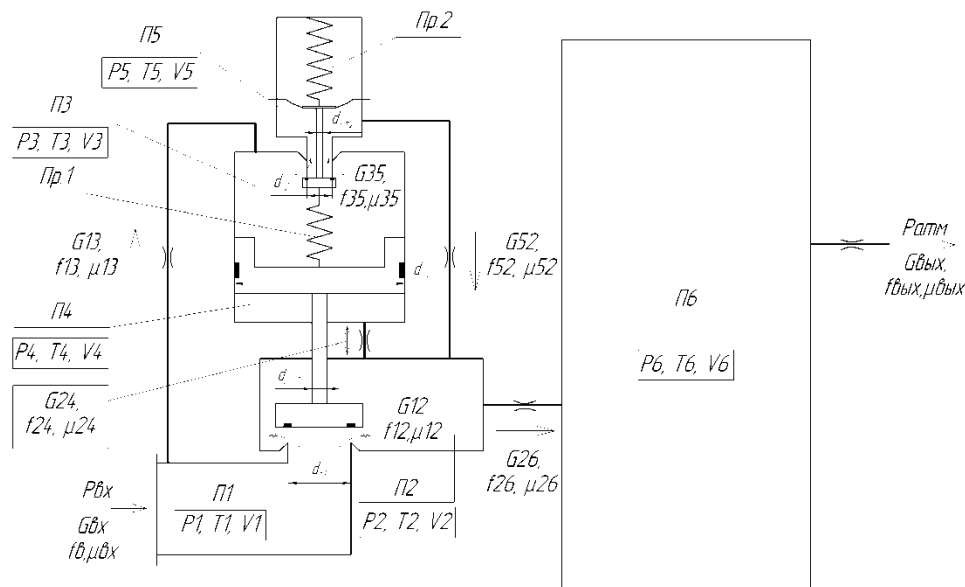 Пр.2
П5
P5, T5, V5
П3
P3, T3, V3
Пр.1
G35,
f35,μ35
G13,
f13, μ13
G52,
f52, μ52
П4
P4, T4, V4
G24,
f24, μ24
G12
f12,μ12
G26,
f26, μ26
П6
P6, T6, V6
Pатм
Gвых,
fвых,μвых
Pвх
Gвх
fв,μвх
П1
P1, T1, V1
П2
P2, T2, V2
d
d
d
d
d